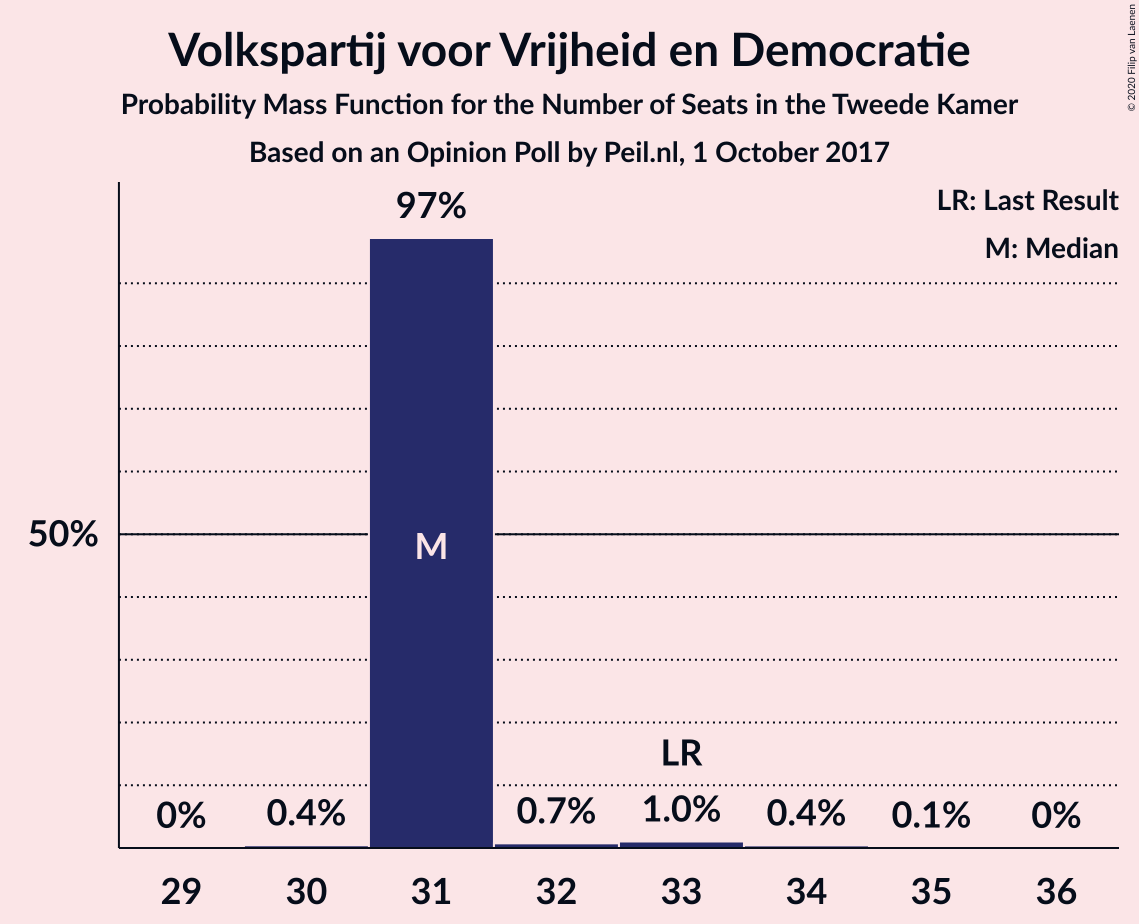 Volkspartij voor Vrijheid en Democratie
Probability Mass Function for the Number of Seats in the Tweede Kamer
Based on an Opinion Poll by Peil.nl, 1 October 2017
© 2020 Filip van Laenen
LR: Last Result
M: Median
97%
50%
M
LR
0%
0.4%
0.7%
1.0%
0.4%
0.1%
0%
29
30
31
32
33
34
35
36